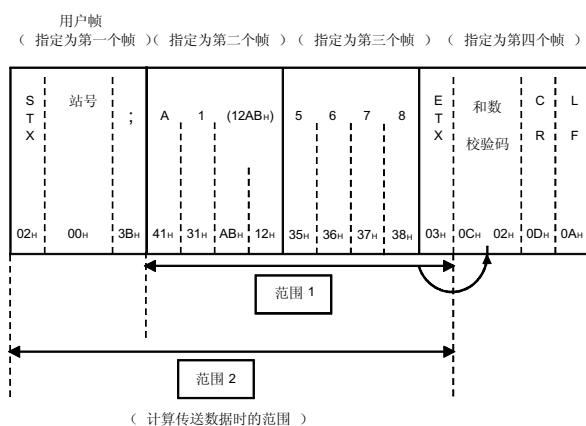 用户帧
( 指定为第一个帧 )( 指定为第二个帧 ) ( 指定为第三个帧 ) ( 指定为第四个帧 )
STX 站号 ; A 1 (12ABH) 5 6 7 8 ETX 和数校验码 CR LF
02H 00H 3BH 41H 31H ABH 12H 35H 36H 37H 38H 03H 0CH 02H 0DH 0AH
范围 1
范围 2
( 计算传送数据时的范围 )